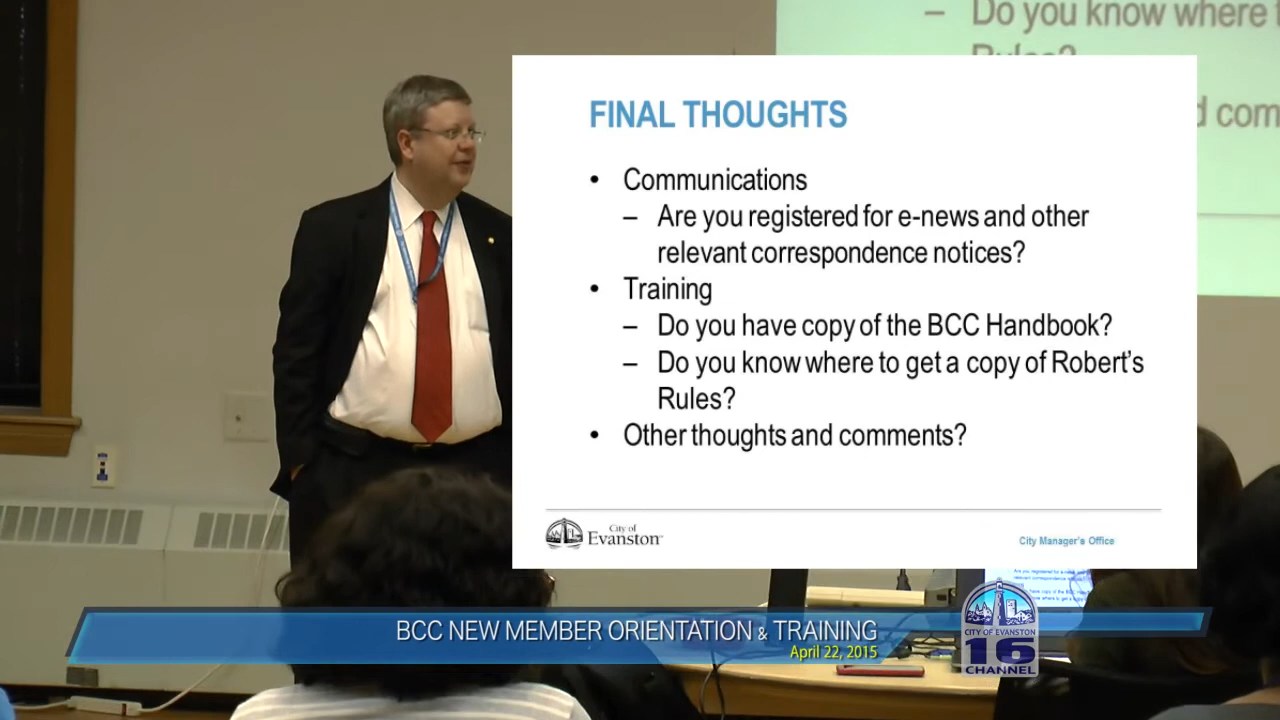 – Do you know where
Rules?
d com
FINAL THOUGHTS
• Communications
– Are you registered for e-news and other
relevant correspondence notices?
• Training
– Do you have copy of the BCC Handbook?
– Do you know where to get a copy of Robert's
Rules?
• Other thoughts and comments?
City of
Evanston
City Manager's Office
BCC NEW MEMBER ORIENTATION & TRAINING
April 22, 2015
CITY OF EVANSTON
16
CHANNEL